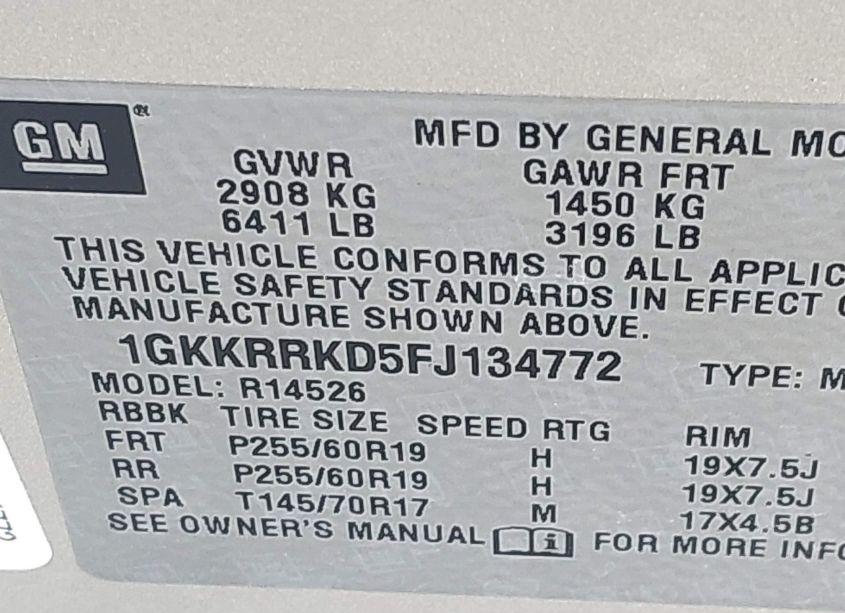 GM
MFD BY GENERAL MO
GVWR GAWR FRT
2908 KG 1450 KG
6411 LB 3196 LB
THIS VEHICLE CONFORMS TO ALL APPLIC
VEHICLE SAFETY STANDARDS IN EFFECT
MANUFACTURE SHOWN ABOVE.
1GKKRRKD5FJ134772 TYPE: M
MODEL: R14526
RBBK TIRE SIZE SPEED RTG RIM
FRT P255/60R19 H 19X7.5J
RR P255/60R19 H 19X7.5J
SPA T145/70R17 M 17X4.5B
SEE OWNER'S MANUAL i FOR MORE INFO